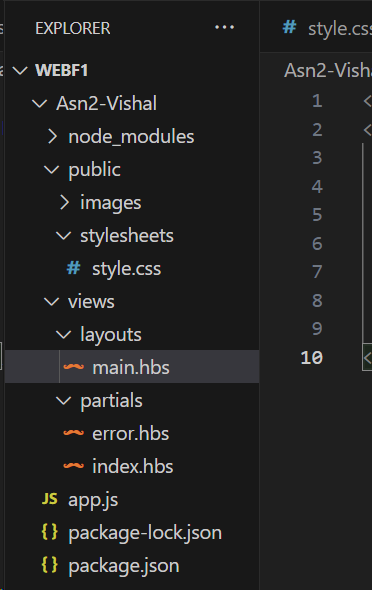 EXPLORER ...
WEBF1
Asn2-Vishal
node_modules
public
images
stylesheets
# style.css
views
layouts
main.hbs
partials
error.hbs
index.hbs
JS app.js
{} package-lock.json
{} package.json
# style.css
Asn2-Visha
1 <
2 <
3
4
5
6
7
8
9
10 <